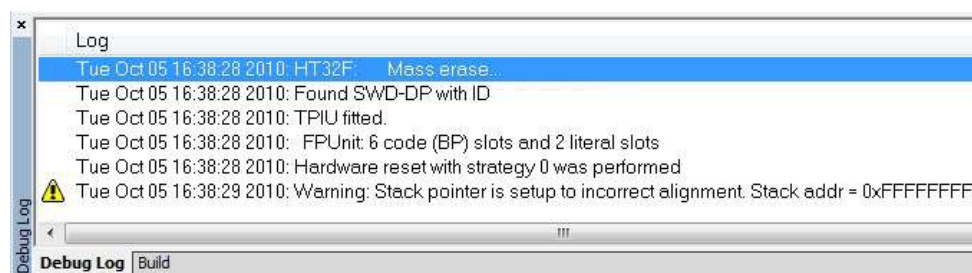 ×
Log
Tue Oct 05 16:38:28 2010: HT32F: Mass erase...
Tue Oct 05 16:38:28 2010: Found SWD-DP with ID
Tue Oct 05 16:38:28 2010: TPIU fitted.
Tue Oct 05 16:38:28 2010: FPUnit: 6 code (BP) slots and 2 literal slots
Tue Oct 05 16:38:28 2010: Hardware reset with strategy 0 was performed
Tue Oct 05 16:38:29 2010: Warning: Stack pointer is setup to incorrect alignment. Stack addr = 0xFFFFFFFF
Debug Log
Debug Log Build